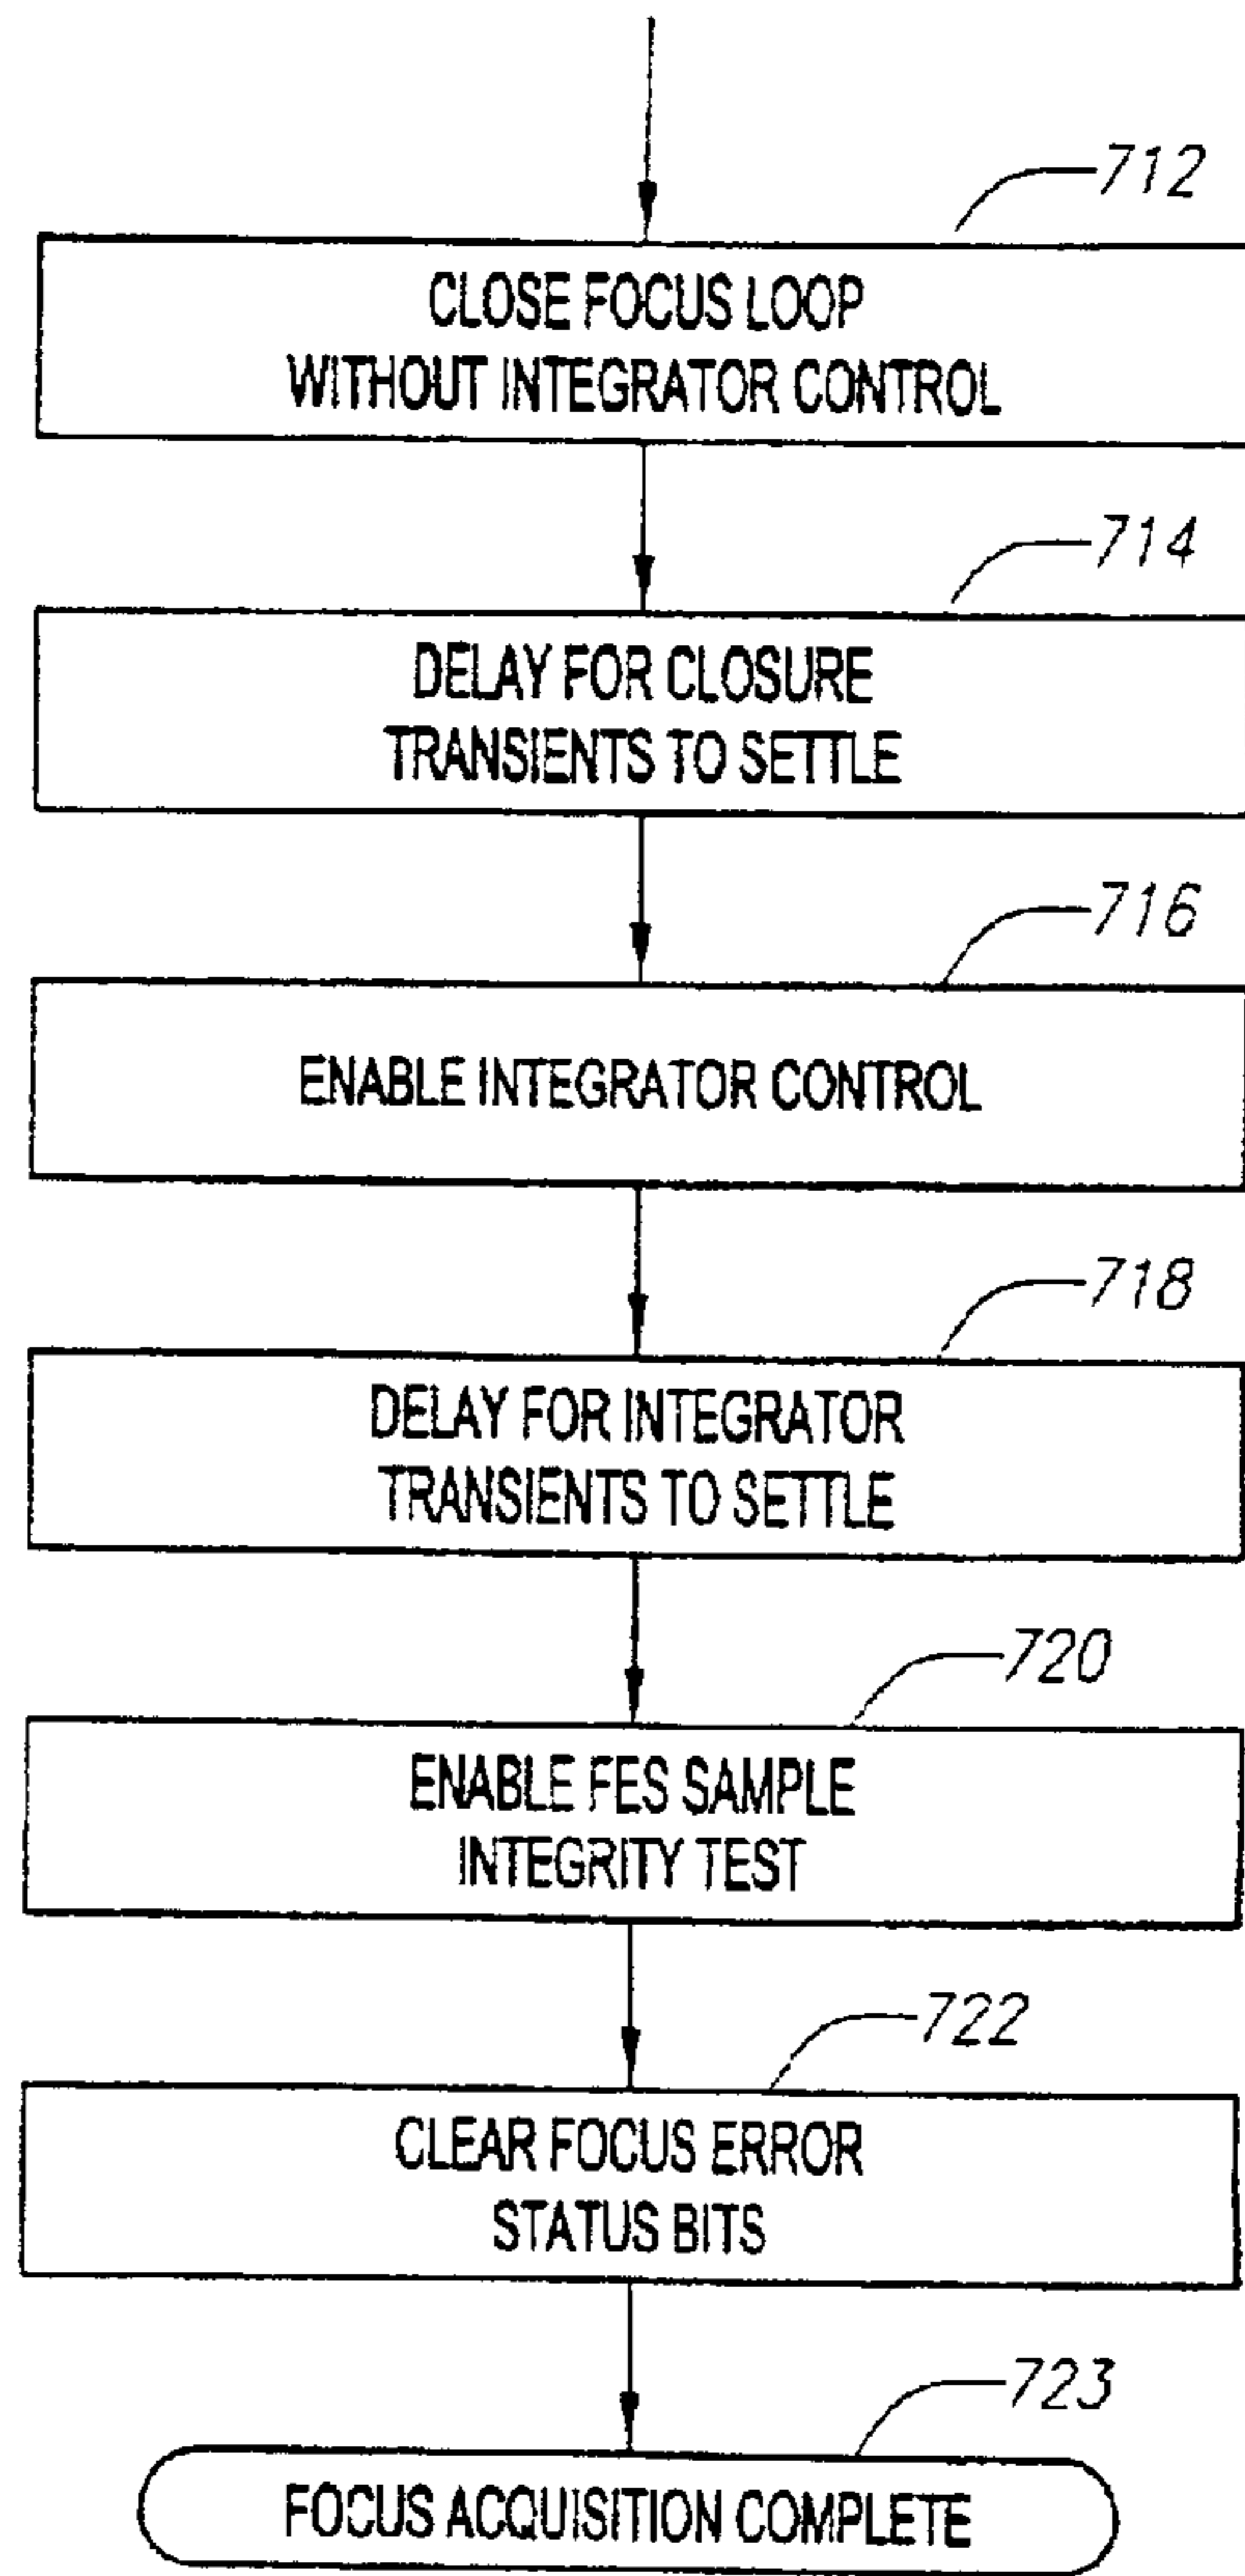 712
CLOSE FOCUS LOOP
WITHOUT INTEGRATOR CONTROL
714
DELAY FOR CLOSURE
TRANSIENTS TO SETTLE
716
ENABLE INTEGRATOR CONTROL
718
DELAY FOR INTEGRATOR
TRANSIENTS TO SETTLE
720
ENABLE FES SAMPLE
INTEGRITY TEST
722
CLEAR FOCUS ERROR
STATUS BITS
723
FOCUS ACQUISITION COMPLETE